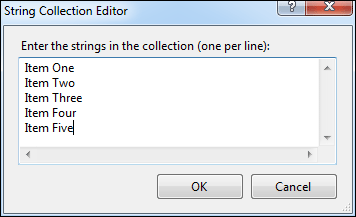 String Collection Editor
?
Enter the strings in the collection (one per line):
Item One
Item Two
Item Three
Item Four
Item Five
OK
Cancel